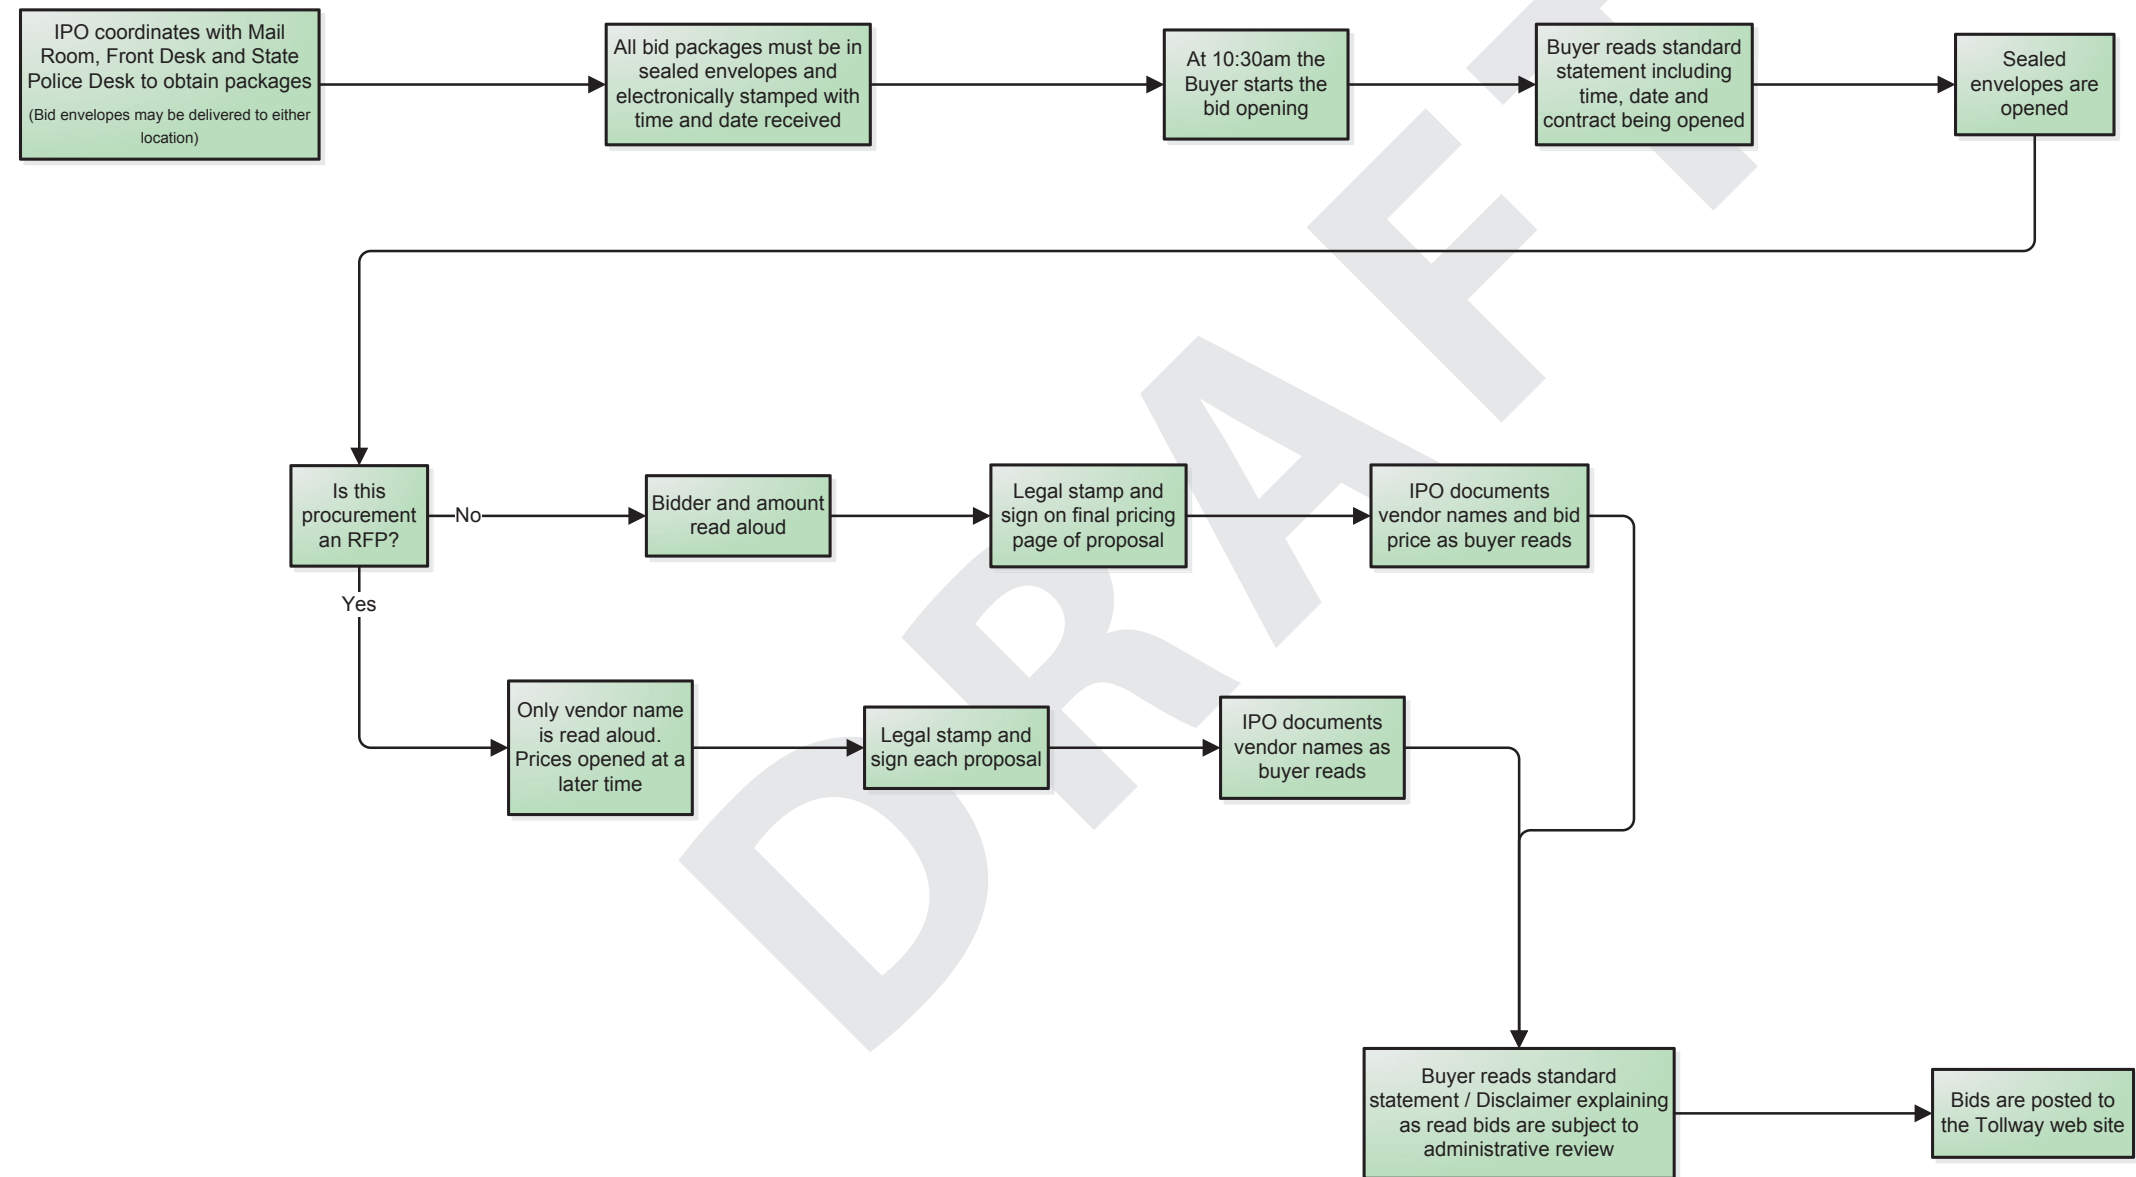 IPO coordinates with Mail
Room, Front Desk and State
Police Desk to obtain packages
(Bid envelopes may be delivered to either
location)
All bid packages must be in
sealed envelopes and
electronically stamped with
time and date received
At 10:30am the
Buyer starts the
bid opening
Buyer reads standard
statement including
time, date and
contract being opened
Sealed
envelopes are
opened
Is this
procurement
an RFP?
No
Bidder and amount
read aloud
Legal stamp and
sign on final pricing
page of proposal
IPO documents
vendor names and bid
price as buyer reads
Yes
Only vendor name
is read aloud.
Prices opened at a
later time
Legal stamp and
sign each proposal
IPO documents
vendor names as
buyer reads
Buyer reads standard
statement / Disclaimer explaining
as read bids are subject to
administrative review
Bids are posted to
the Tollway web site
DRAFT